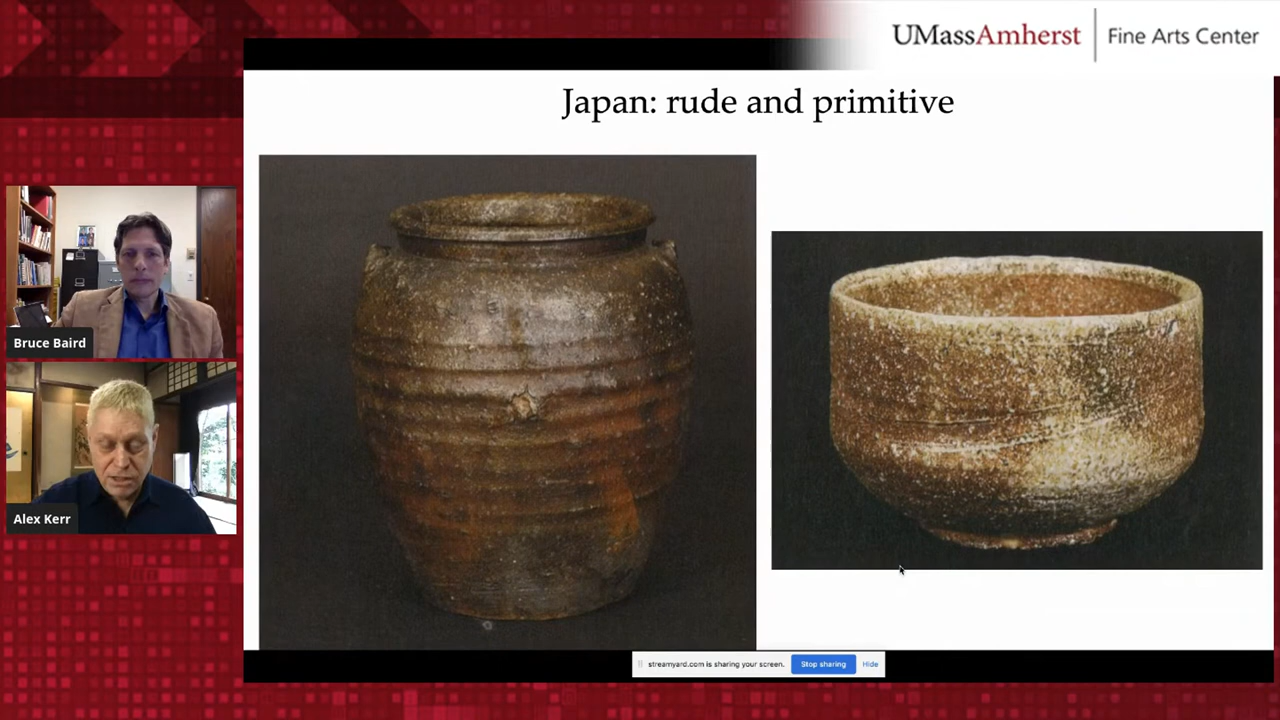 UMassAmherst | Fine Arts Center
Japan: rude and primitive
Bruce Baird
Alex Kerr
streamyard.com is sharing your screen.
Stop sharing
Hide